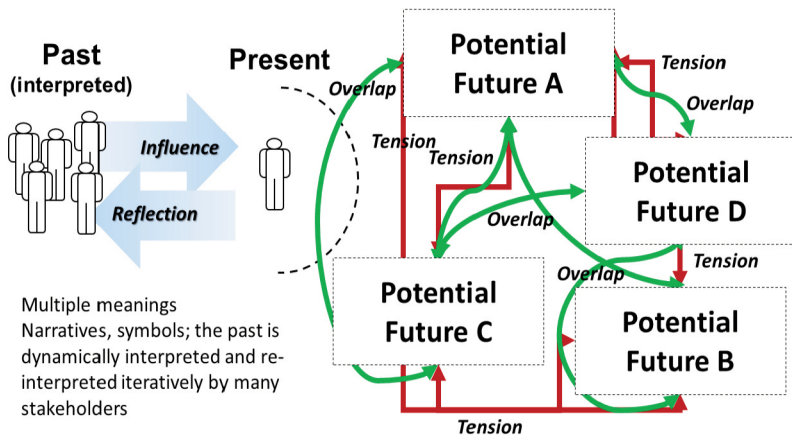 Past
(interpreted)
Influence
Reflection
Multiple meanings
Narratives, symbols; the past is
dynamically interpreted and re-
interpreted iteratively by many
stakeholders
Present
Overlap
Tension
Tension
Potential
Future A
Tension
Overlap
Potential
Future D
Overlap
Overlap
Tension
Potential
Future C
Potential
Future B
Tension